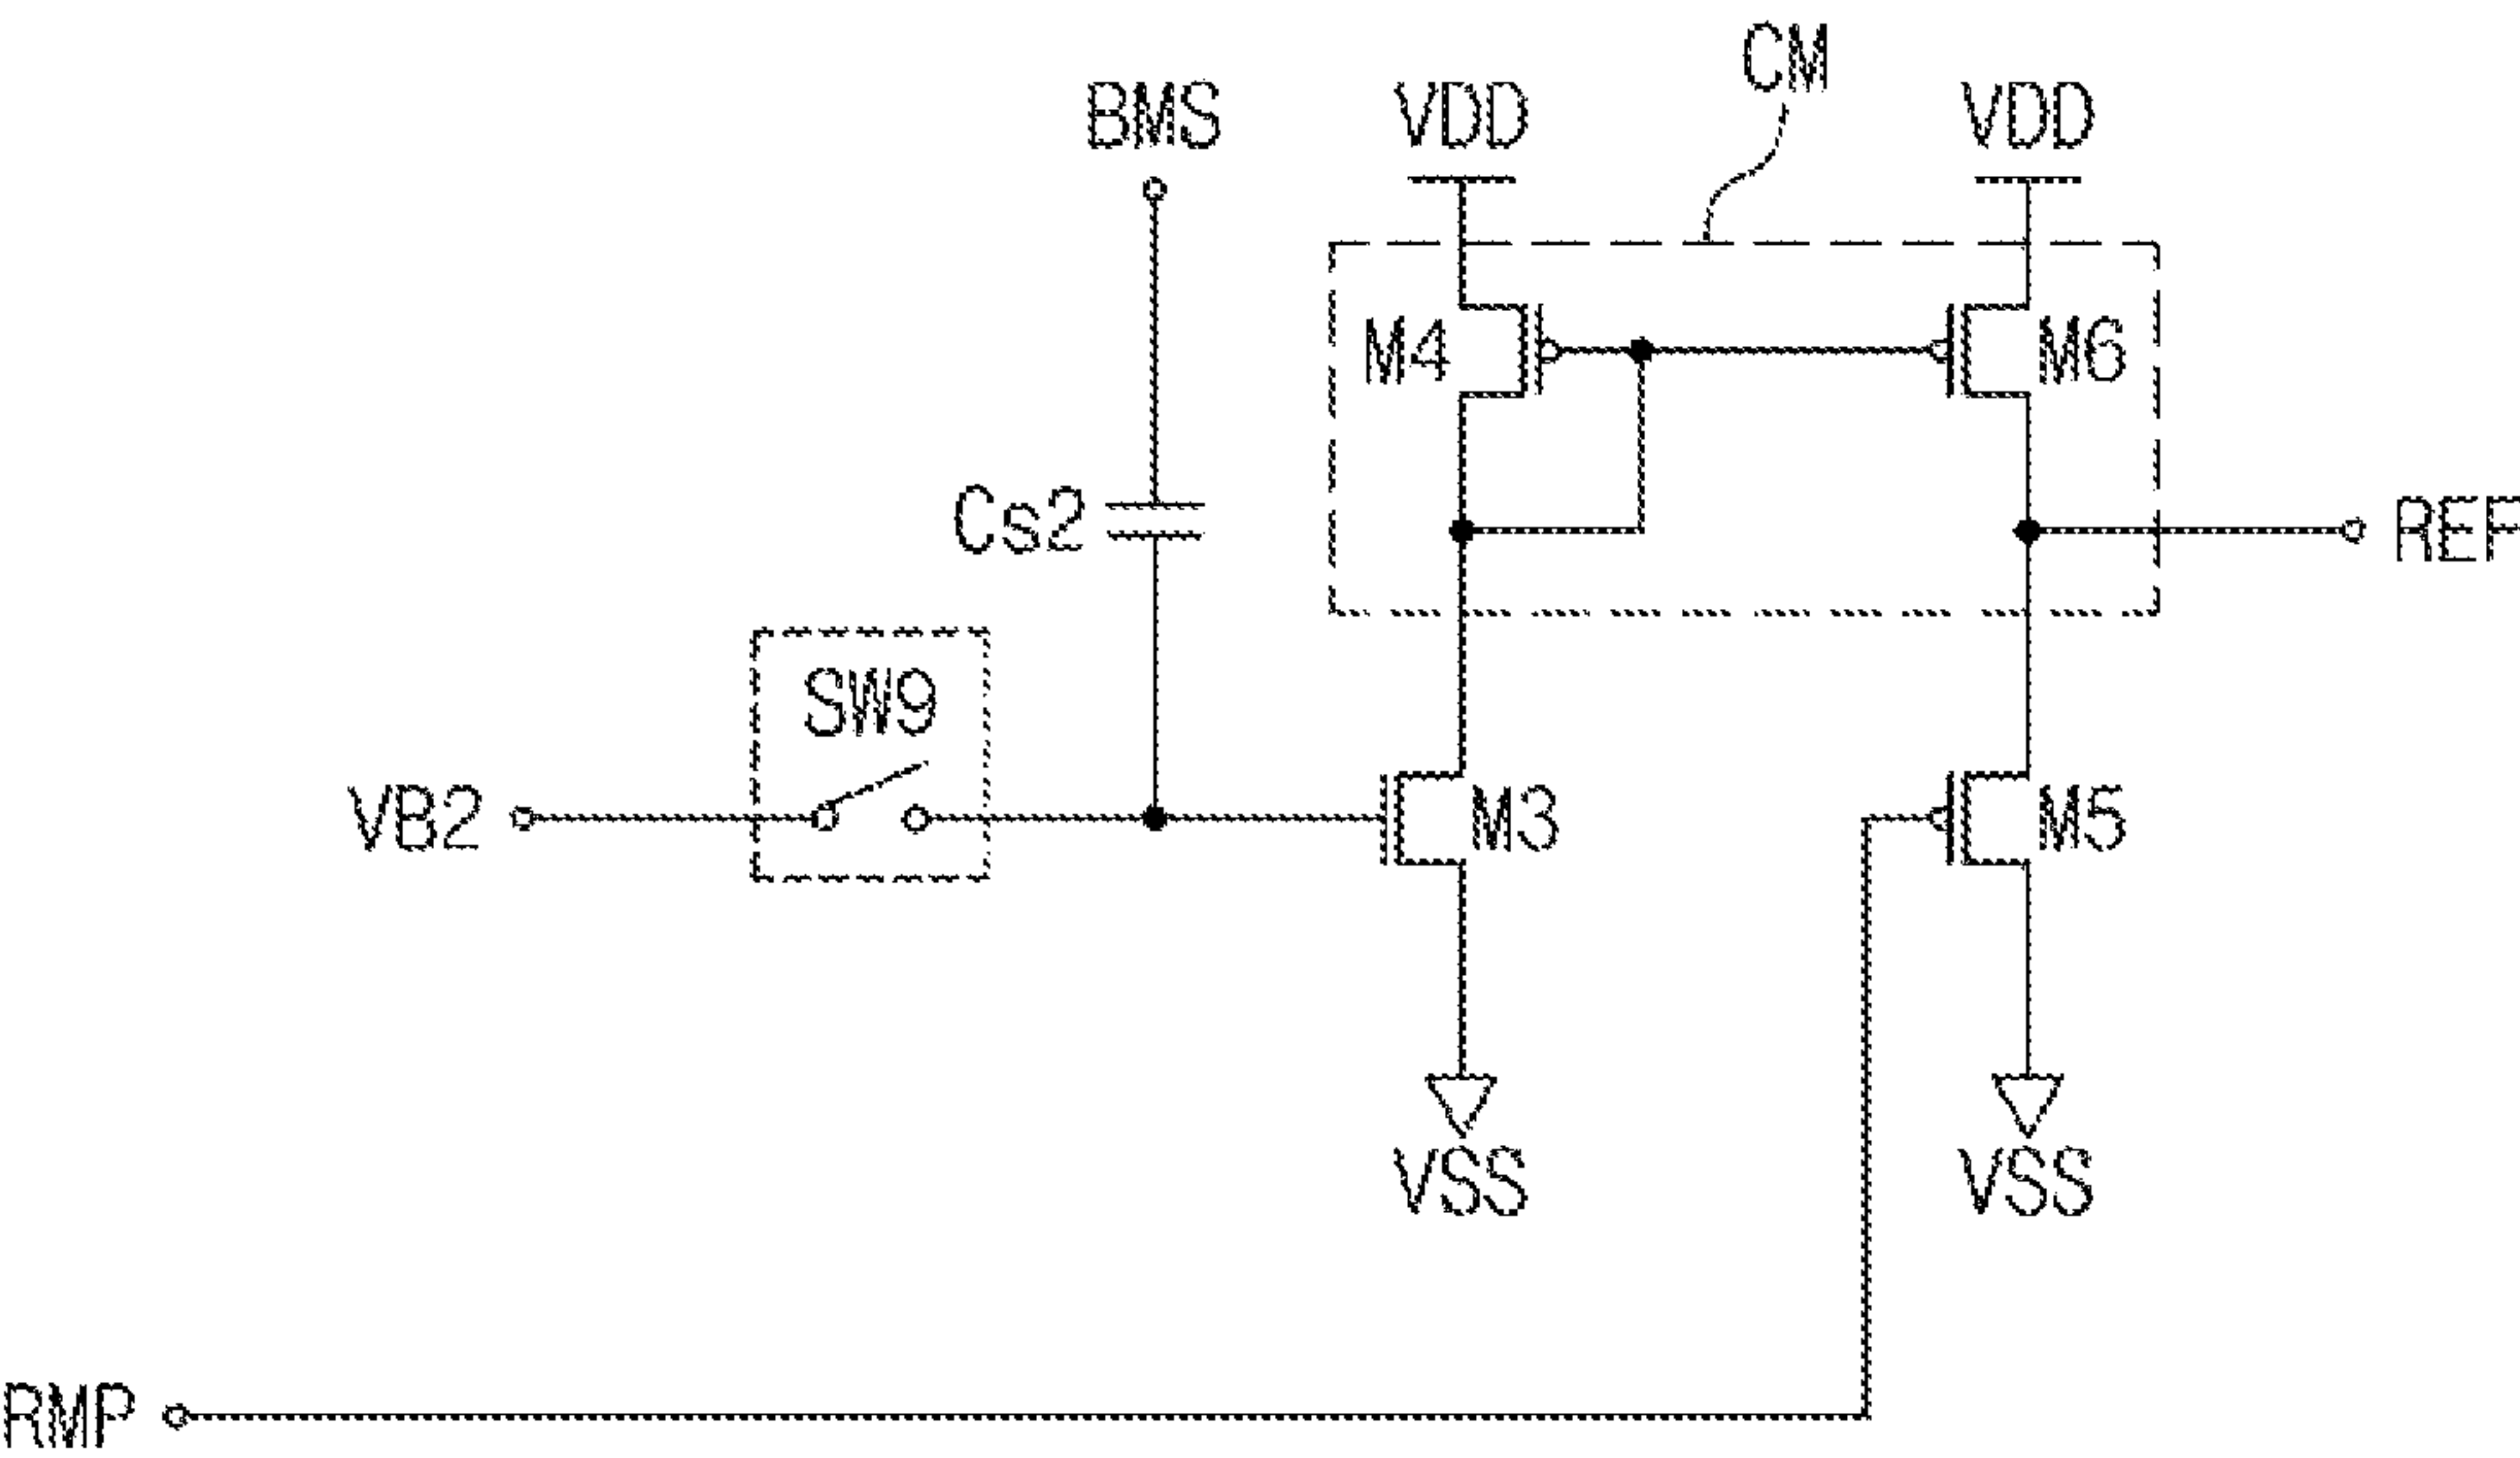 CM
BMS VDD VDD
M4 M6
Cs2 REF
SW9
VB2 M3 M5
VSS VSS
RMP